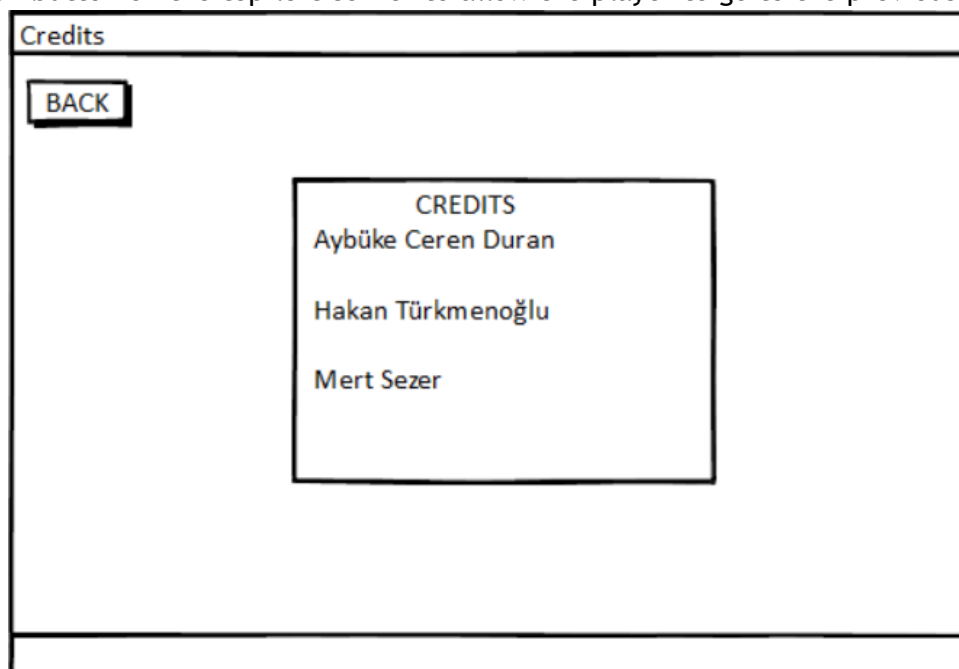 Credits
BACK
CREDITS
Aybüke Ceren Duran
Hakan Türkmenoğlu
Mert Sezer